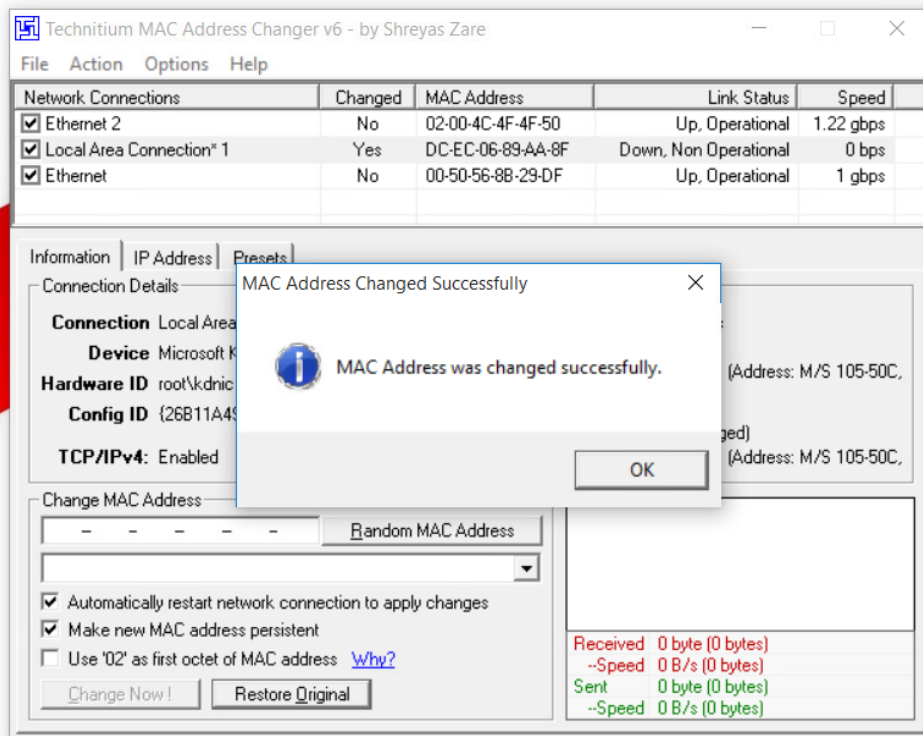 Technitium MAC Address Changer v6 - by Shreyas Zare
File Action Options Help
Network Connections Changed MAC Address Link Status Speed
Ethernet 2 No 02-00-4C-4F-4F-50 Up, Operational 1.22 gbps
Local Area Connection* 1 Yes DC-EC-06-89-AA-8F Down, Non Operational 0 bps
Ethernet No 00-50-56-8B-29-DF Up, Operational 1 gbps
Information IP Address Presets
Connection Details
MAC Address Changed Successfully
Connection Local Area
Device Microsoft K
MAC Address was changed successfully.
(Address: M/S 105-50C,
Hardware ID root\kdnic
Config ID {26B11A49
ged)
TCP/IPv4: Enabled
(Address: M/S 105-50C,
OK
Change MAC Address
- - - - -
Random MAC Address
Automatically restart network connection to apply changes
Make new MAC address persistent
Use '02' as first octet of MAC address Why?
Change Now ! Restore Original
Received 0 byte (0 bytes)
--Speed 0 B/s (0 bytes)
Sent 0 byte (0 bytes)
--Speed 0 B/s (0 bytes)